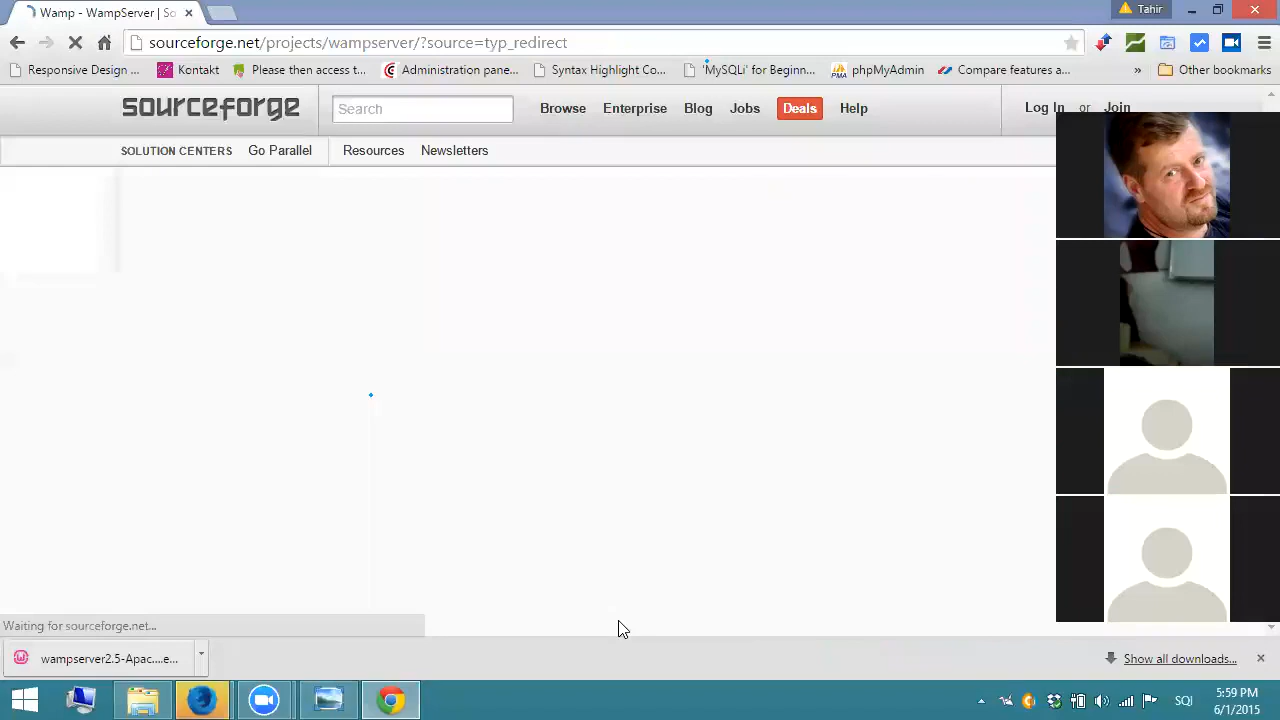 Wamp - WampServer | So
Tahir
sourceforge.net/projects/wampserver/?source=typ_redirect
Responsive Design ... Kontakt Please then access t... Administration pane... Syntax Highlight Co... 'MySQLi' for Beginn... phpMyAdmin Compare features a... » Other bookmarks
sourceforge Search Browse Enterprise Blog Jobs Deals Help Log In or Join
SOLUTION CENTERS Go Parallel Resources Newsletters
Waiting for sourceforge.net...
wampserver2.5-Apac....e... Show all downloads...
SQI 5:59 PM
6/1/2015